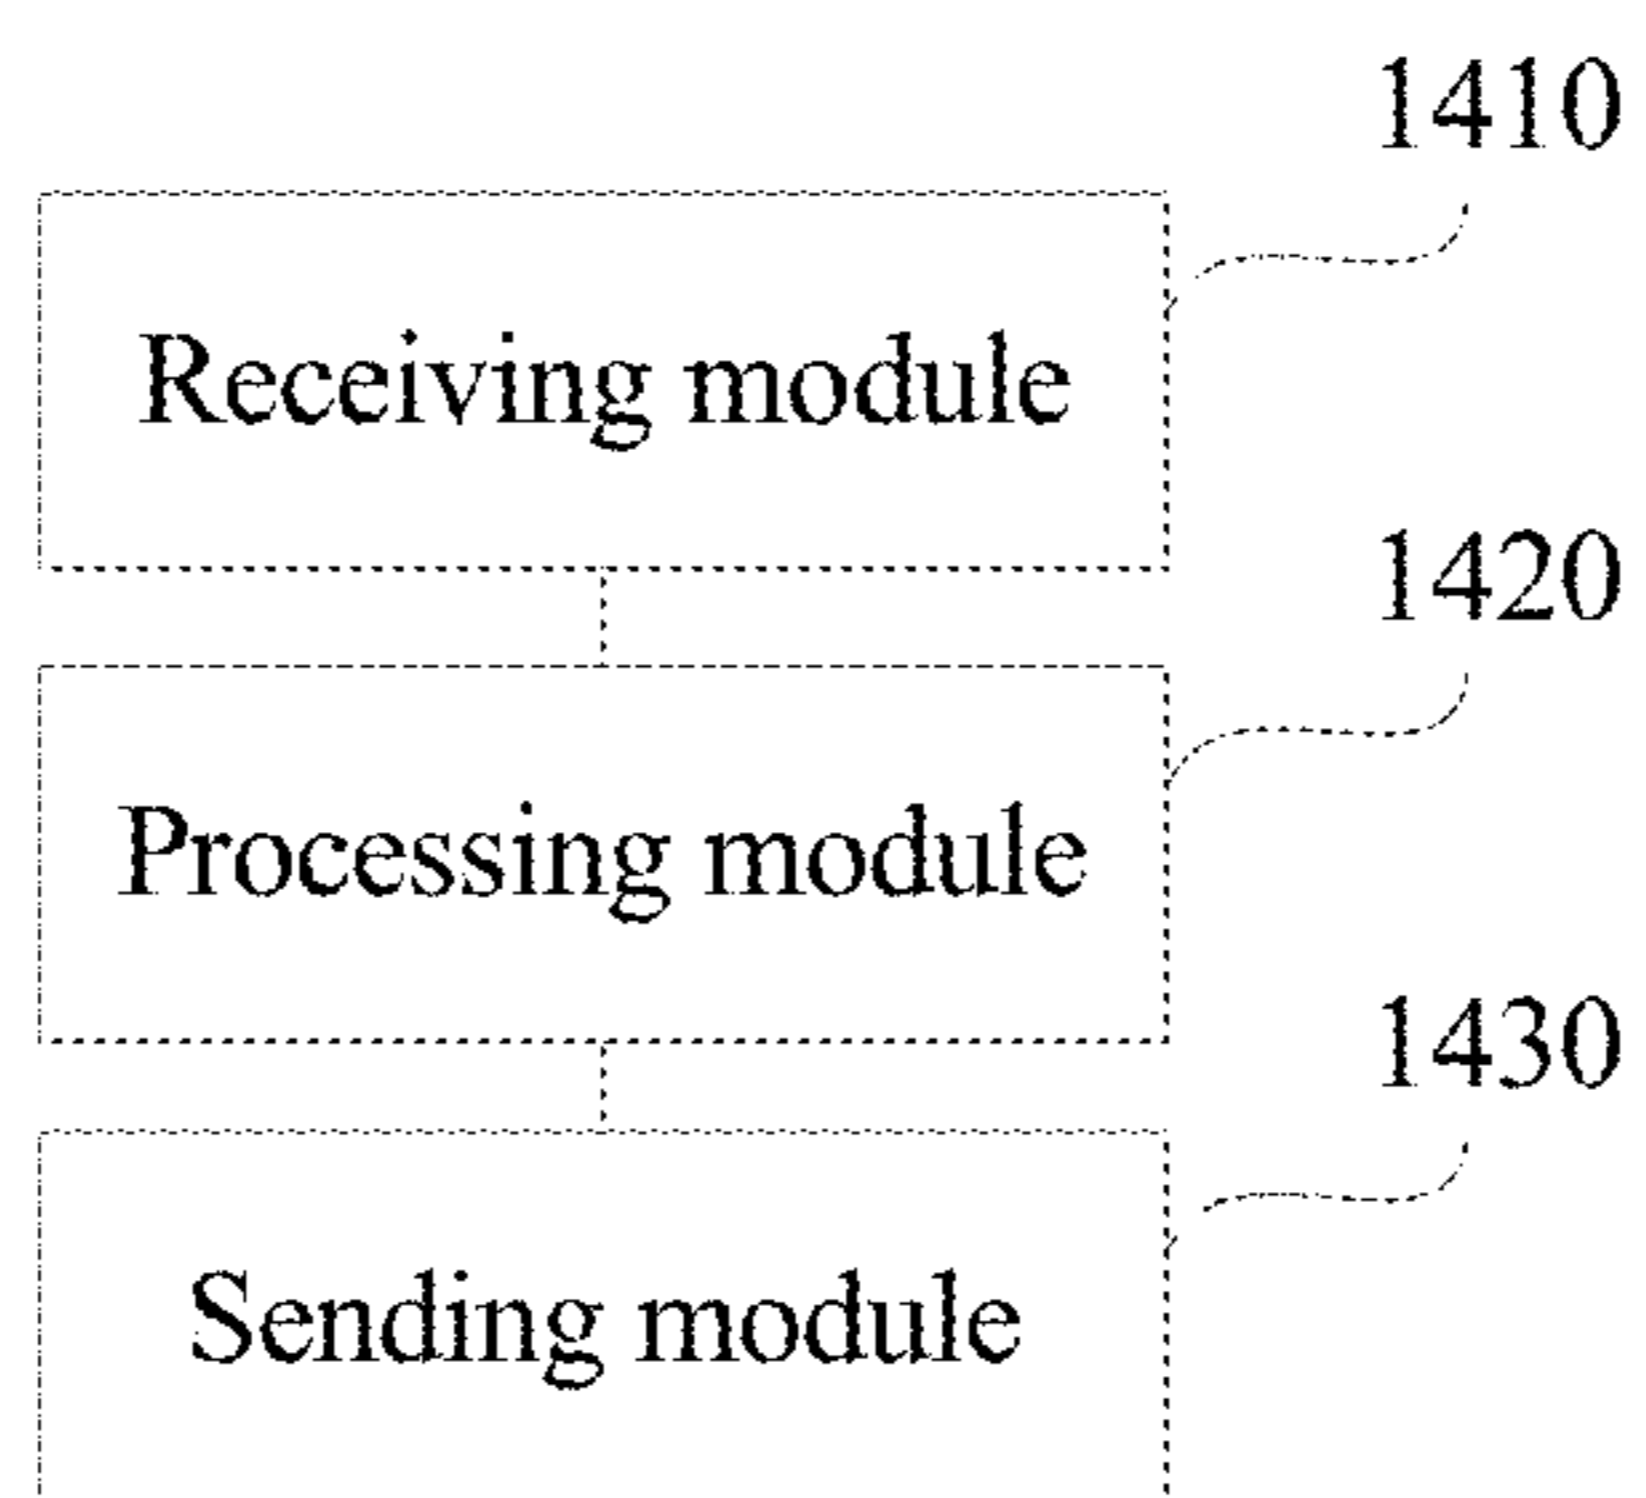 1410
Receiving module
1420
Processing module
1430
Sending module